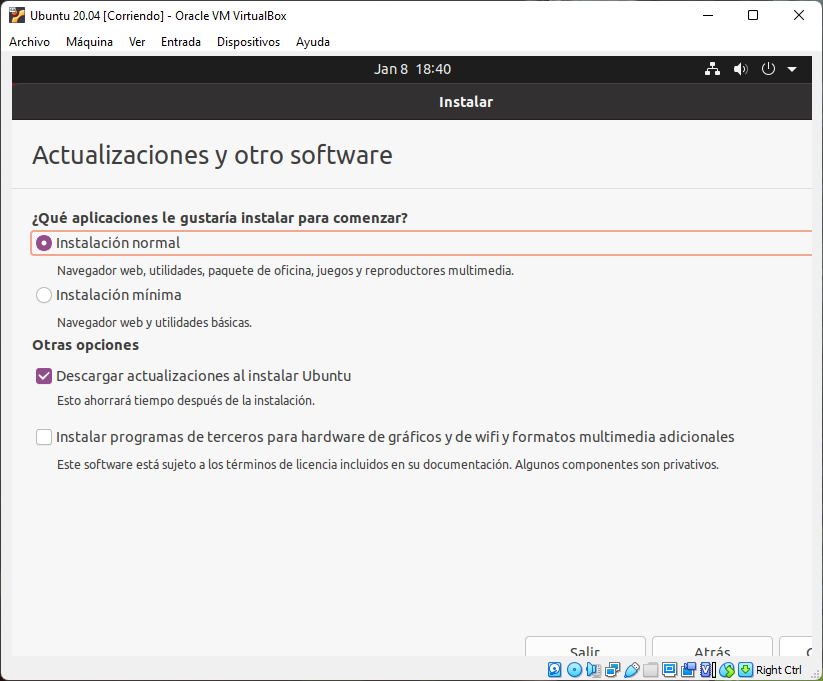 Ubuntu 20.04 [Corriendo] - Oracle VM VirtualBox
Archivo Máquina Ver Entrada Dispositivos Ayuda
Jan 8 18:40
Instalar
Actualizaciones y otro software
¿Qué aplicaciones le gustaría instalar para comenzar?
Instalación normal
Navegador web, utilidades, paquete de oficina, juegos y reproductores multimedia.
Instalación mínima
Navegador web y utilidades básicas.
Otras opciones
Descargar actualizaciones al instalar Ubuntu
Esto ahorrará tiempo después de la instalación.
Instalar programas de terceros para hardware de gráficos y de wifi y formatos multimedia adicionales
Este software está sujeto a los términos de licencia incluidos en su documentación. Algunos componentes son privativos.
Salir Atrás
Right Ctrl